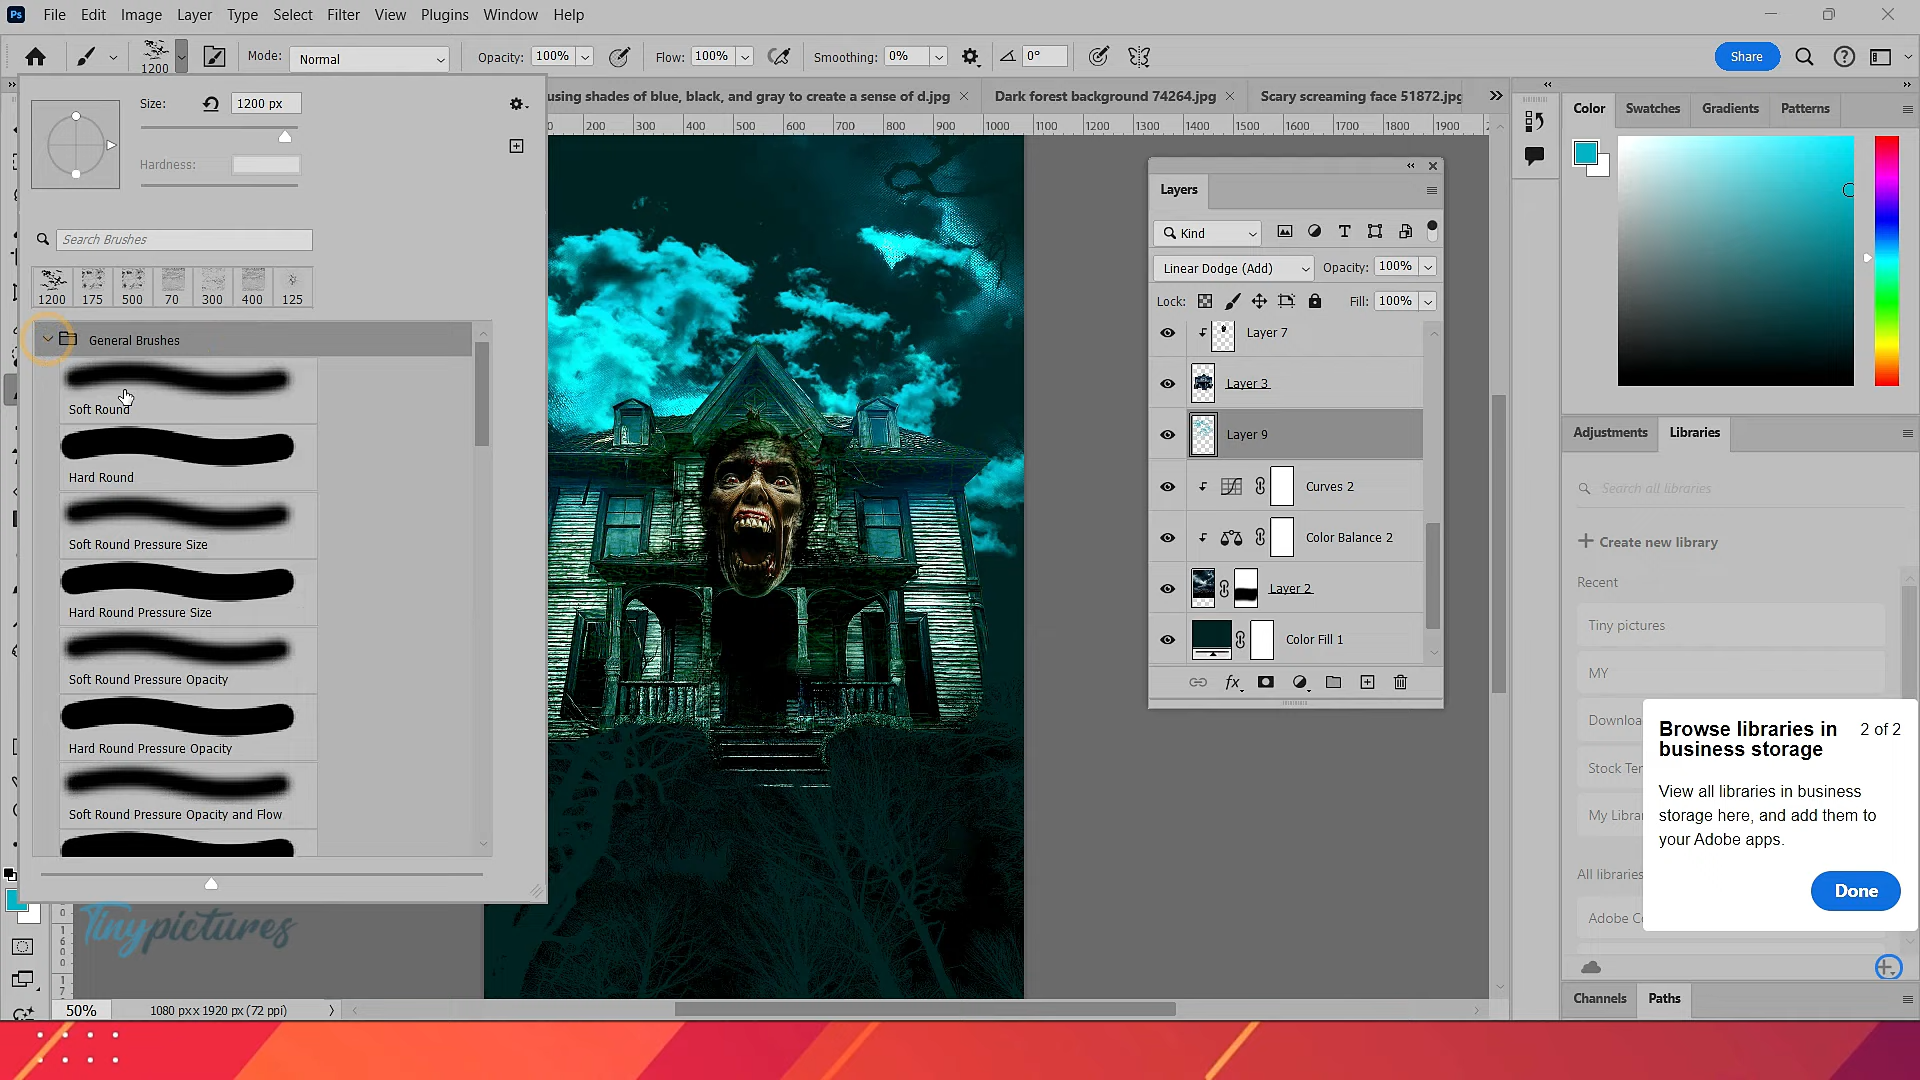 Ps File Edit Image Layer Type Select Filter View Plugins Window Help
1200 Mode: Normal Opacity: 100% Flow: 100% Smoothing: 0% 0° Share
using shades of blue, black, and gray to create a sense of d.jpg Dark forest background 74264.jpg Scary screaming face 51872.jpg
200 300 400 500 600 700 800 900 1000 1100 1200 1300 1400 1500 1600 1700 1800 1900
Size: 1200 px
Hardness:
Search Brushes
1200 175 500 70 300 400 125
General Brushes
Soft Round
Hard Round
Soft Round Pressure Size
Hard Round Pressure Size
Soft Round Pressure Opacity
Hard Round Pressure Opacity
Soft Round Pressure Opacity and Flow
Tinypictures
50% 1080 px x 1920 px (72 ppi)
Layers
Kind
Linear Dodge (Add) Opacity: 100%
Lock: Fill: 100%
Layer 7
Layer 3
Layer 9
Curves 2
Color Balance 2
Layer 2
Color Fill 1
fx
Color Swatches Gradients Patterns
Adjustments Libraries
Search all libraries
Create new library
Recent
Tiny pictures
MY
Downloa
Stock Ter
My Libra
All libraries
Adobe Co
Browse libraries in business storage 2 of 2
View all libraries in business
storage here, and add them to
your Adobe apps.
Done
Channels Paths